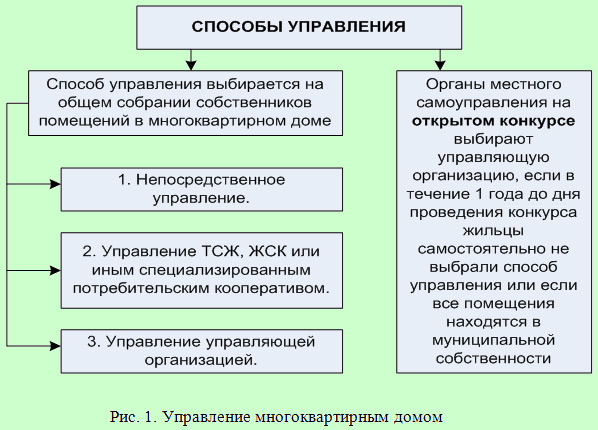 СПОСОБЫ УПРАВЛЕНИЯ
Способ управления выбирается на
общем собрании собственников
помещений в многоквартирном доме
1. Непосредственное
управление.
2. Управление ТСЖ, ЖСК или
иным специализированным
потребительским кооперативом.
3. Управление управляющей
организацией.
Органы местного
самоуправления на
открытом конкурсе
выбирают
управляющую
организацию, если в
течение 1 года до дня
проведения конкурса
жильцы
самостоятельно не
выбрали способ
управления или если
все помещения
находятся в
муниципальной
собственности
Рис. 1. Управление многоквартирным домом